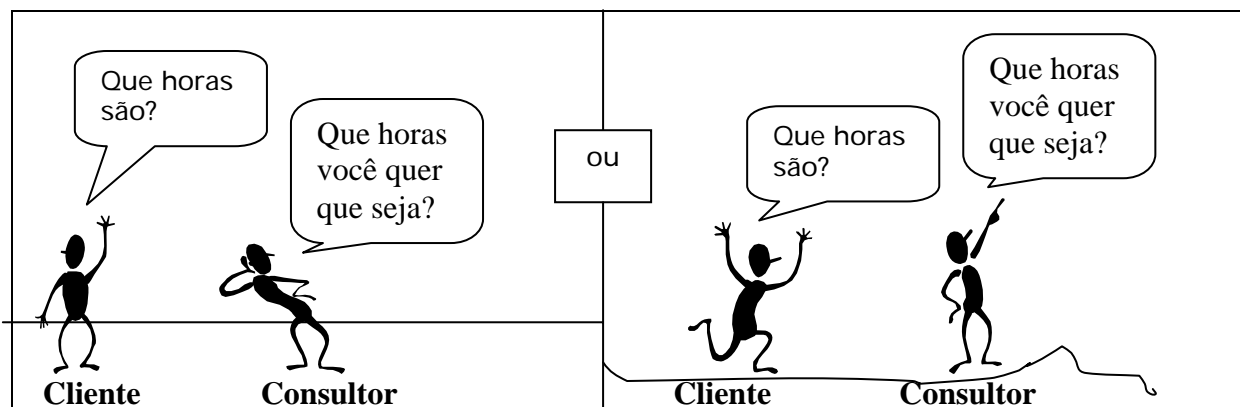 Que horas
são?
Que horas
você quer
que seja?
Cliente
Consultor
ou
Que horas
são?
Que horas
você quer
que seja?
Cliente
Consultor